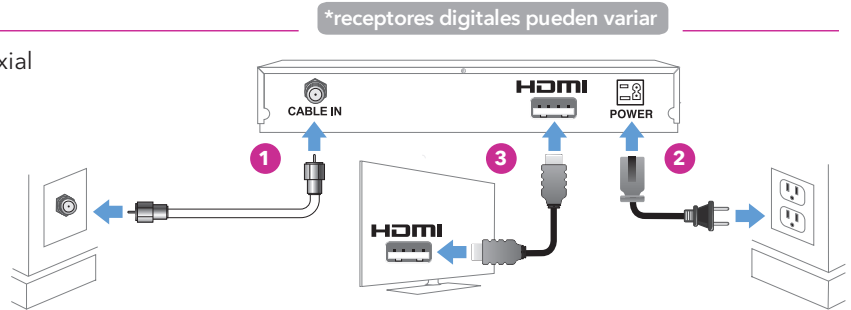 *receptores digitales pueden variar
xial
HDMI
CABLE IN
POWER
1
3
2
HDMI